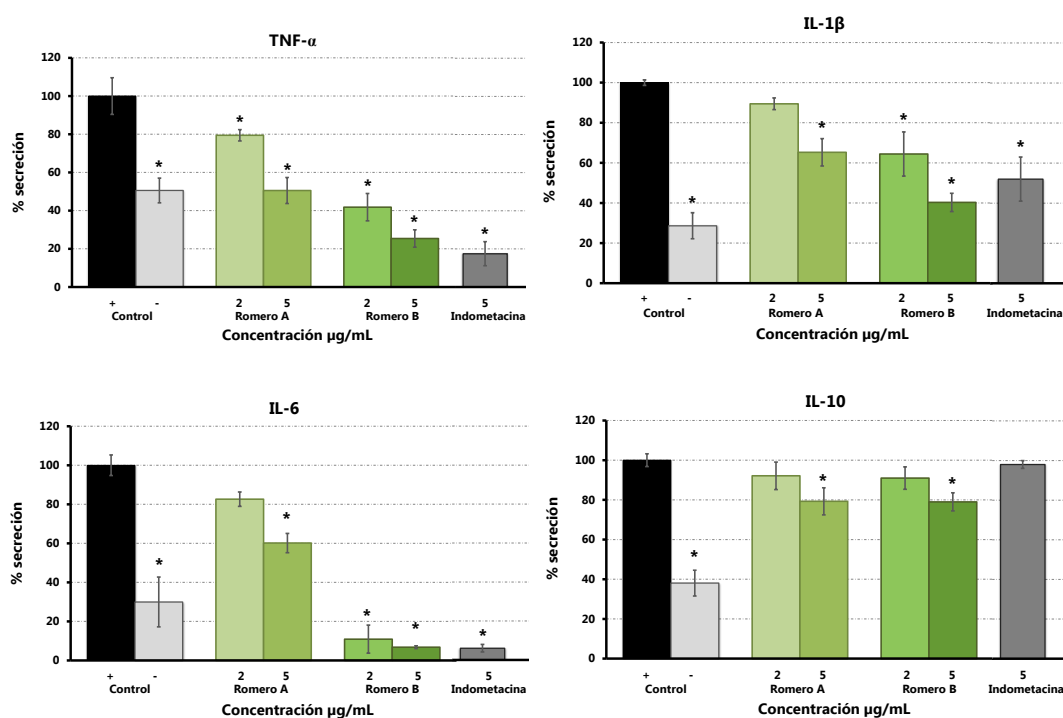 TNF-α
120
100
80
60
40
20
0
% secreción
* * * * * *
+ - 2 5 2 5 5
Control Romero A Romero B Indometacina
Concentración µg/mL
IL-1β
120
100
80
60
40
20
0
% secreción
* * * * *
+ - 2 5 2 5 5
Control Romero A Romero B Indometacina
Concentración µg/mL
IL-6
120
100
80
60
40
20
0
% secreción
* * * * *
+ - 2 5 2 5 5
Control Romero A Romero B Indometacina
Concentración µg/mL
IL-10
120
100
80
60
40
20
0
% secreción
* * *
+ - 2 5 2 5 5
Control Romero A Romero B Indometacina
Concentración µg/mL